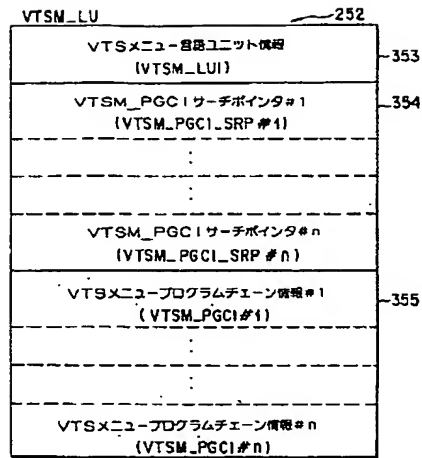 VTSM_LU 252
VTSメニュー言語ユニット情報
(VTSM_LUI)
353
VTSM_PGCIサーチポインタ#1
354
(VTSM_PGCI_SRP #1)
VTSM_PGCIサーチポインタ#n
(VTSM_PGCI_SRP #n)
VTSメニュープログラムチェーン情報#1
355
(VTSM_PGCI#1)
VTSメニュープログラムチェーン情報#n
(VTSM_PGCI#n)